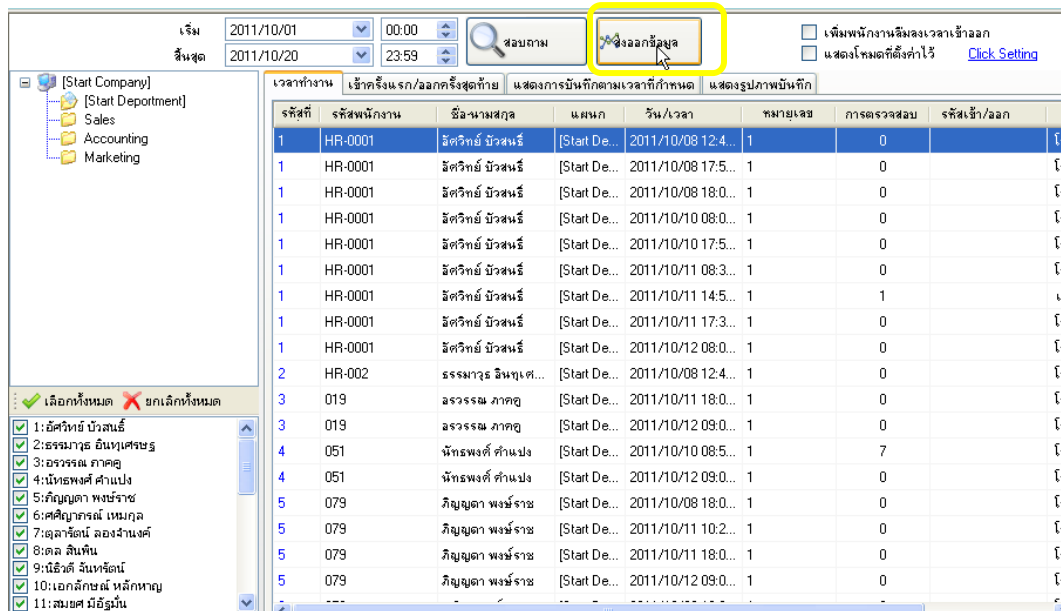 เริ่ม 2011/10/01 00:00 สอบถาม ส่งออกข้อมูล เพิ่มพนักงานลืมลงเวลาเข้าออก
สิ้นสุด 2011/10/20 23:59 แสดงโหมดที่ตั้งค่าไว้ Click Setting
[Start Company]
[Start Deportment]
Sales
Accounting
Marketing
เลือกทั้งหมด ยกเลิกทั้งหมด
1:อัศวิทย์ บัวสนธิ์
2:ธรรมาวุธ อินทุเศรษฐ
3:อรวรรณ ภาคคู
4:นัทธพงศ์ คำแปง
5:ภิญญดา พงษ์ราช
6:ศศิญาภรณ์ เหมกุล
7:ตุลารัตน์ ลองจำนงค์
8:ดล สินพิน
9:นิธิวดี จันทรัตน์
10:เอกลักษณ์ หลักหาญ
11:สมยศ มีอัฐมั่น
เวลาทำงาน เข้าครั้งแรก/ออกครั้งสุดท้าย แสดงการบันทึกตามเวลาที่กำหนด แสดงรูปภาพบันทึก
รหัสที่ รหัสพนักงาน ชื่อ-นามสกุล แผนก วัน/เวลา หมายเลข การตรวจสอบ รหัสเข้า/ออก
1 HR-0001 อัศวิทย์ บัวสนธิ์ [Start De... 2011/10/08 12:4... 1 0
1 HR-0001 อัศวิทย์ บัวสนธิ์ [Start De... 2011/10/08 17:5... 1 0
1 HR-0001 อัศวิทย์ บัวสนธิ์ [Start De... 2011/10/08 18:0... 1 0
1 HR-0001 อัศวิทย์ บัวสนธิ์ [Start De... 2011/10/10 08:0... 1 0
1 HR-0001 อัศวิทย์ บัวสนธิ์ [Start De... 2011/10/10 17:5... 1 0
1 HR-0001 อัศวิทย์ บัวสนธิ์ [Start De... 2011/10/11 08:3... 1 0
1 HR-0001 อัศวิทย์ บัวสนธิ์ [Start De... 2011/10/11 14:5... 1 1
1 HR-0001 อัศวิทย์ บัวสนธิ์ [Start De... 2011/10/11 17:3... 1 0
1 HR-0001 อัศวิทย์ บัวสนธิ์ [Start De... 2011/10/12 08:0... 1 0
2 HR-002 ธรรมาวุธ อินทุเศ... [Start De... 2011/10/08 12:4... 1 0
3 019 อรวรรณ ภาคคู [Start De... 2011/10/11 18:0... 1 0
3 019 อรวรรณ ภาคคู [Start De... 2011/10/12 09:0... 1 0
4 051 นัทธพงศ์ คำแปง [Start De... 2011/10/10 08:5... 1 7
4 051 นัทธพงศ์ คำแปง [Start De... 2011/10/12 09:0... 1 0
5 079 ภิญญดา พงษ์ราช [Start De... 2011/10/08 18:0... 1 0
5 079 ภิญญดา พงษ์ราช [Start De... 2011/10/11 10:2... 1 0
5 079 ภิญญดา พงษ์ราช [Start De... 2011/10/11 18:0... 1 0
5 079 ภิญญดา พงษ์ราช [Start De... 2011/10/12 09:0... 1 0